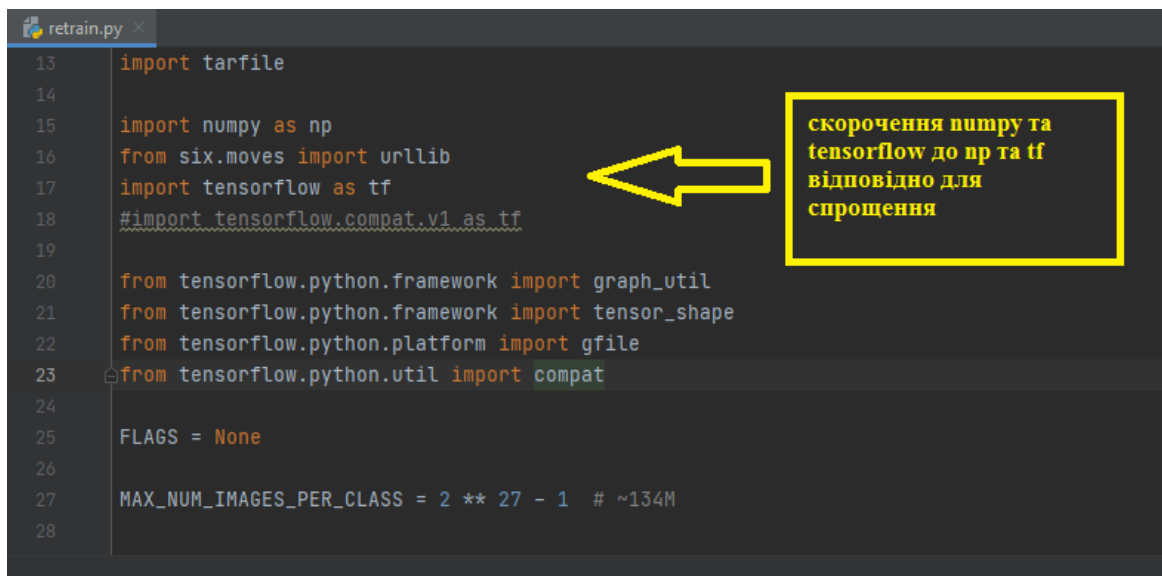 retrain.py
13 import tarfile
14
15 import numpy as np
16 from six.moves import urllib
17 import tensorflow as tf
18 #import tensorflow.compat.v1 as tf
19
20 from tensorflow.python.framework import graph_util
21 from tensorflow.python.framework import tensor_shape
22 from tensorflow.python.platform import gfile
23 from tensorflow.python.util import compat
24
25 FLAGS = None
26
27 MAX_NUM_IMAGES_PER_CLASS = 2 ** 27 - 1  # ~134M
28
скорочення numpy та
tensorflow до np та tf
відповідно для
спрощення